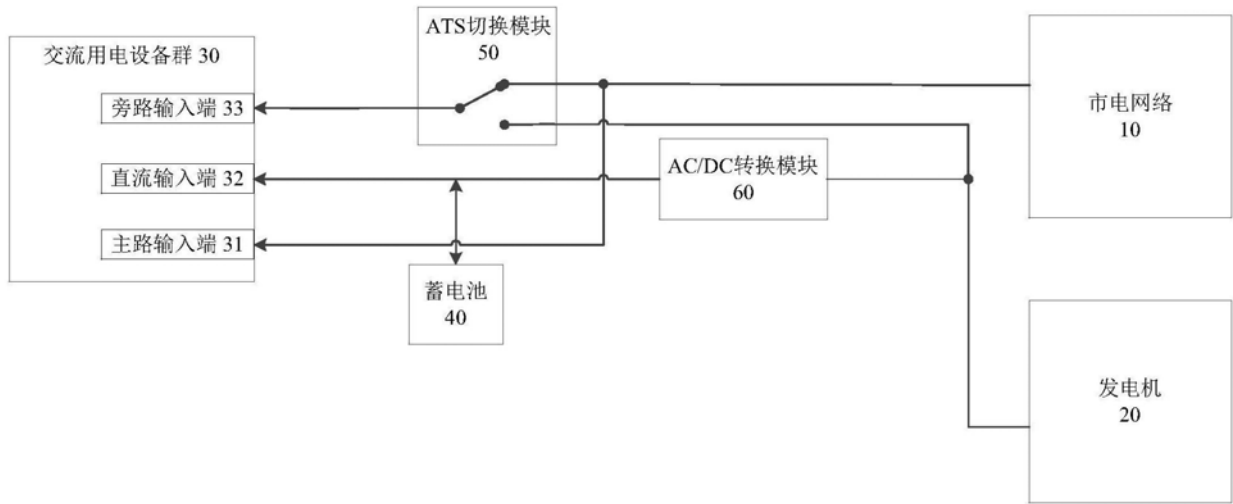 交流用电设备群 30
旁路输入端 33
直流输入端 32
主路输入端 31
ATS切换模块
50
AC/DC转换模块
60
蓄电池
40
市电网络
10
发电机
20